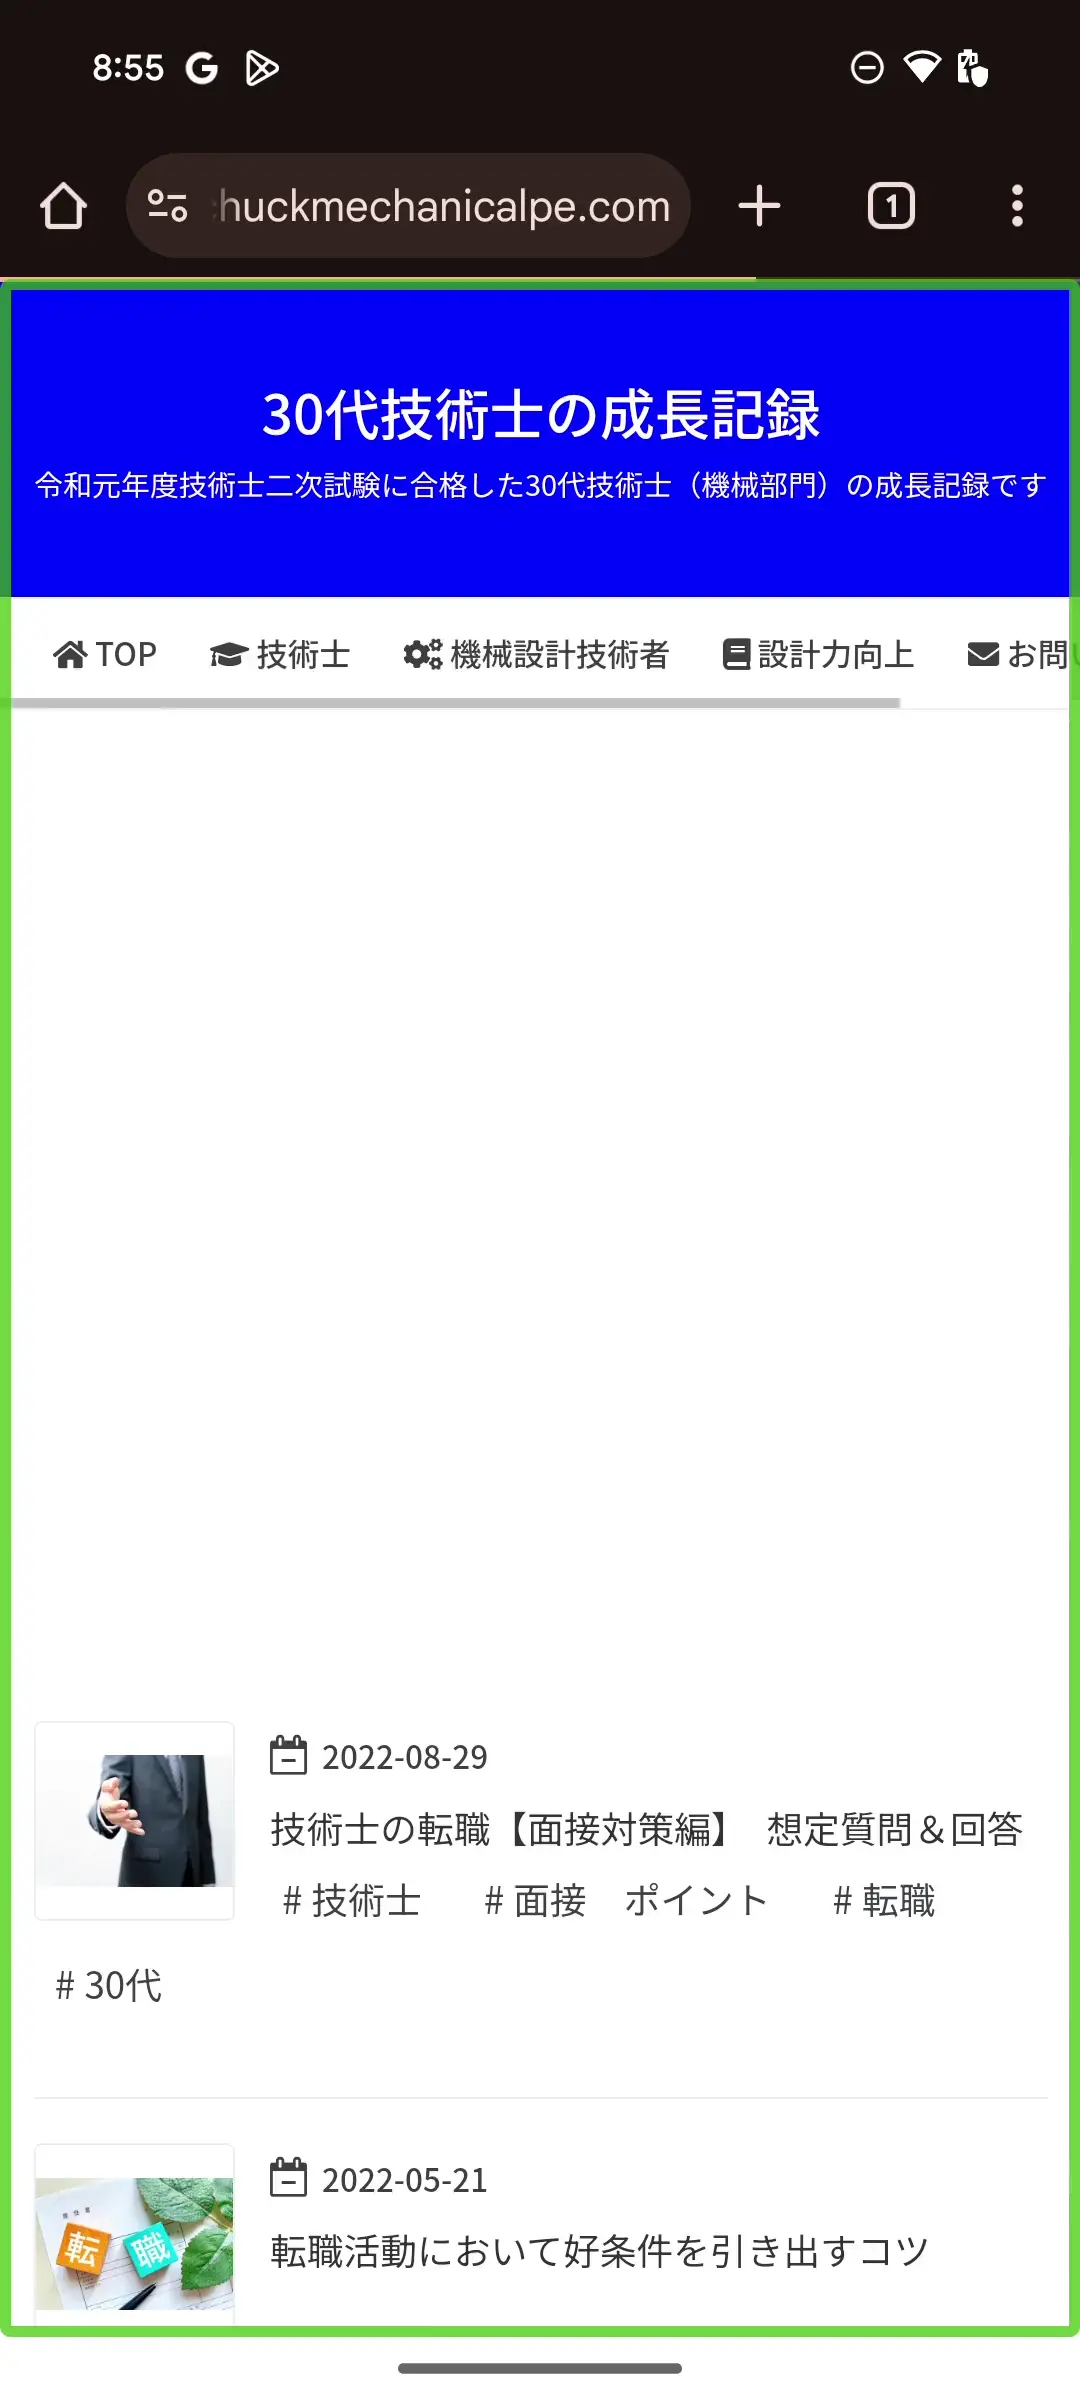 8:55
huckmechanicalpe.com
1
30代技術士の成長記録
令和元年度技術士二次試験に合格した30代技術士（機械部門）の成長記録です
TOP 技術士 機械設計技術者 設計力向上 お問い
2022-08-29
技術士の転職【面接対策編】 想定質問＆回答
# 技術士 # 面接 ポイント # 転職
# 30代
2022-05-21
転職
転職活動において好条件を引き出すコツ